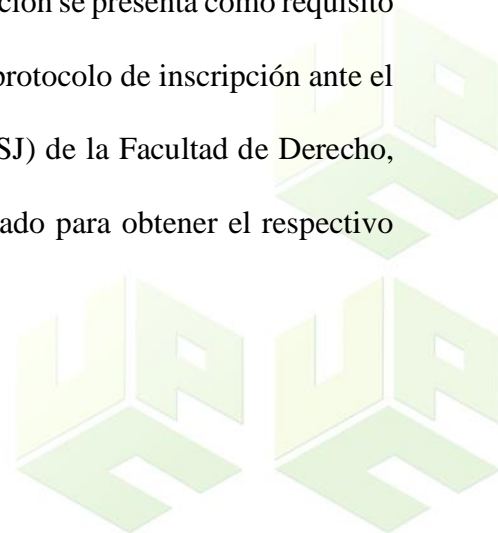 ción se presenta como requisito
protocolo de inscripción ante el
SJ) de la Facultad de Derecho,
ado para obtener el respectivo